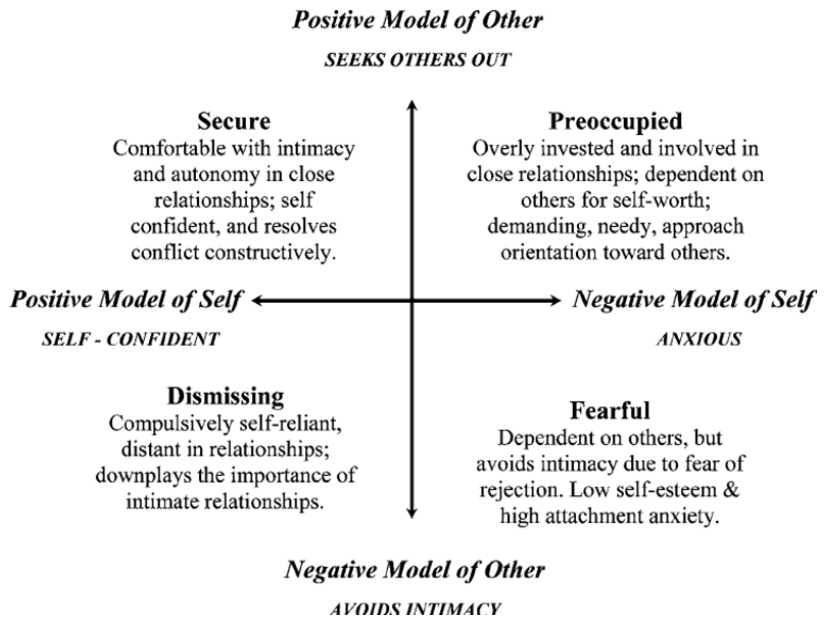 Positive Model of Other
SEEKS OTHERS OUT
Secure
Comfortable with intimacy
and autonomy in close
relationships; self
confident, and resolves
conflict constructively.
Preoccupied
Overly invested and involved in
close relationships; dependent on
others for self-worth;
demanding, needy, approach
orientation toward others.
Positive Model of Self
SELF - CONFIDENT
Negative Model of Self
ANXIOUS
Dismissing
Compulsively self-reliant,
distant in relationships;
downplays the importance of
intimate relationships.
Fearful
Dependent on others, but
avoids intimacy due to fear of
rejection. Low self-esteem &
high attachment anxiety.
Negative Model of Other
AVOIDS INTIMACY